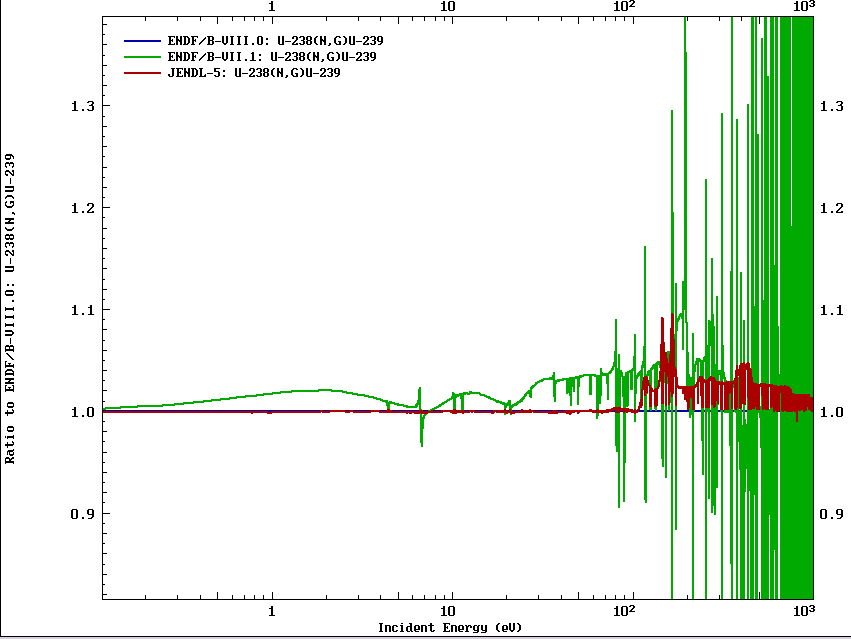 1 10 10² 10³
ENDF/B-VIII.0: U-238(N,G)U-239
ENDF/B-VII.1: U-238(N,G)U-239
JENDL-5: U-238(N,G)U-239
Ratio to ENDF/B-VIII.0: U-238(N,G)U-239
1.3 1.3
1.2 1.2
1.1 1.1
1.0 1.0
0.9 0.9
1 10 10² 10³
Incident Energy (eV)